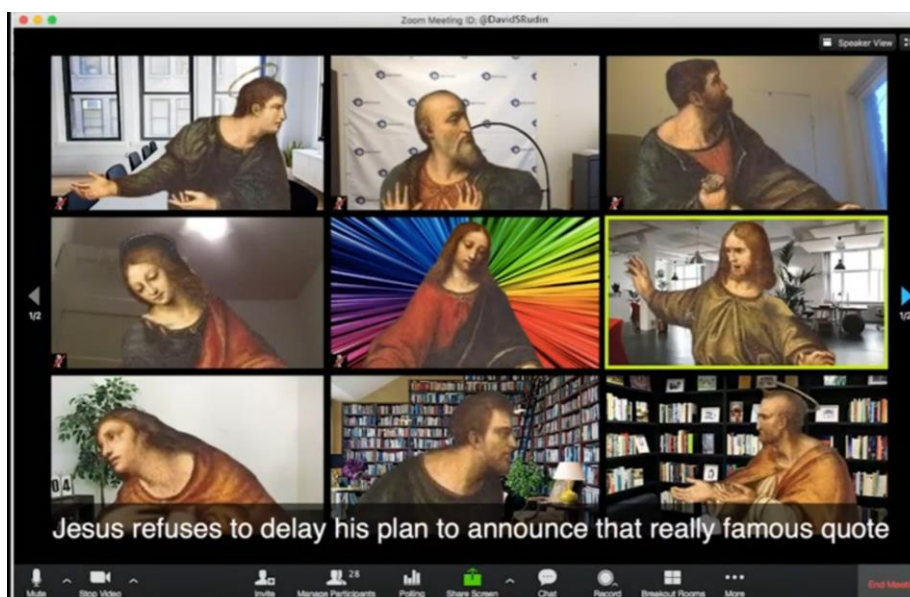 Zoom Meeting ID: @DavidSRudin
Speaker View
1/2
1/2
04
Jesus refuses to delay his plan to announce that really famous quote
Mute
Stop Video
Invite
Manage Participants
28
Polling
Share Screen
Chat
Record
Breakout Rooms
More
End Meeti